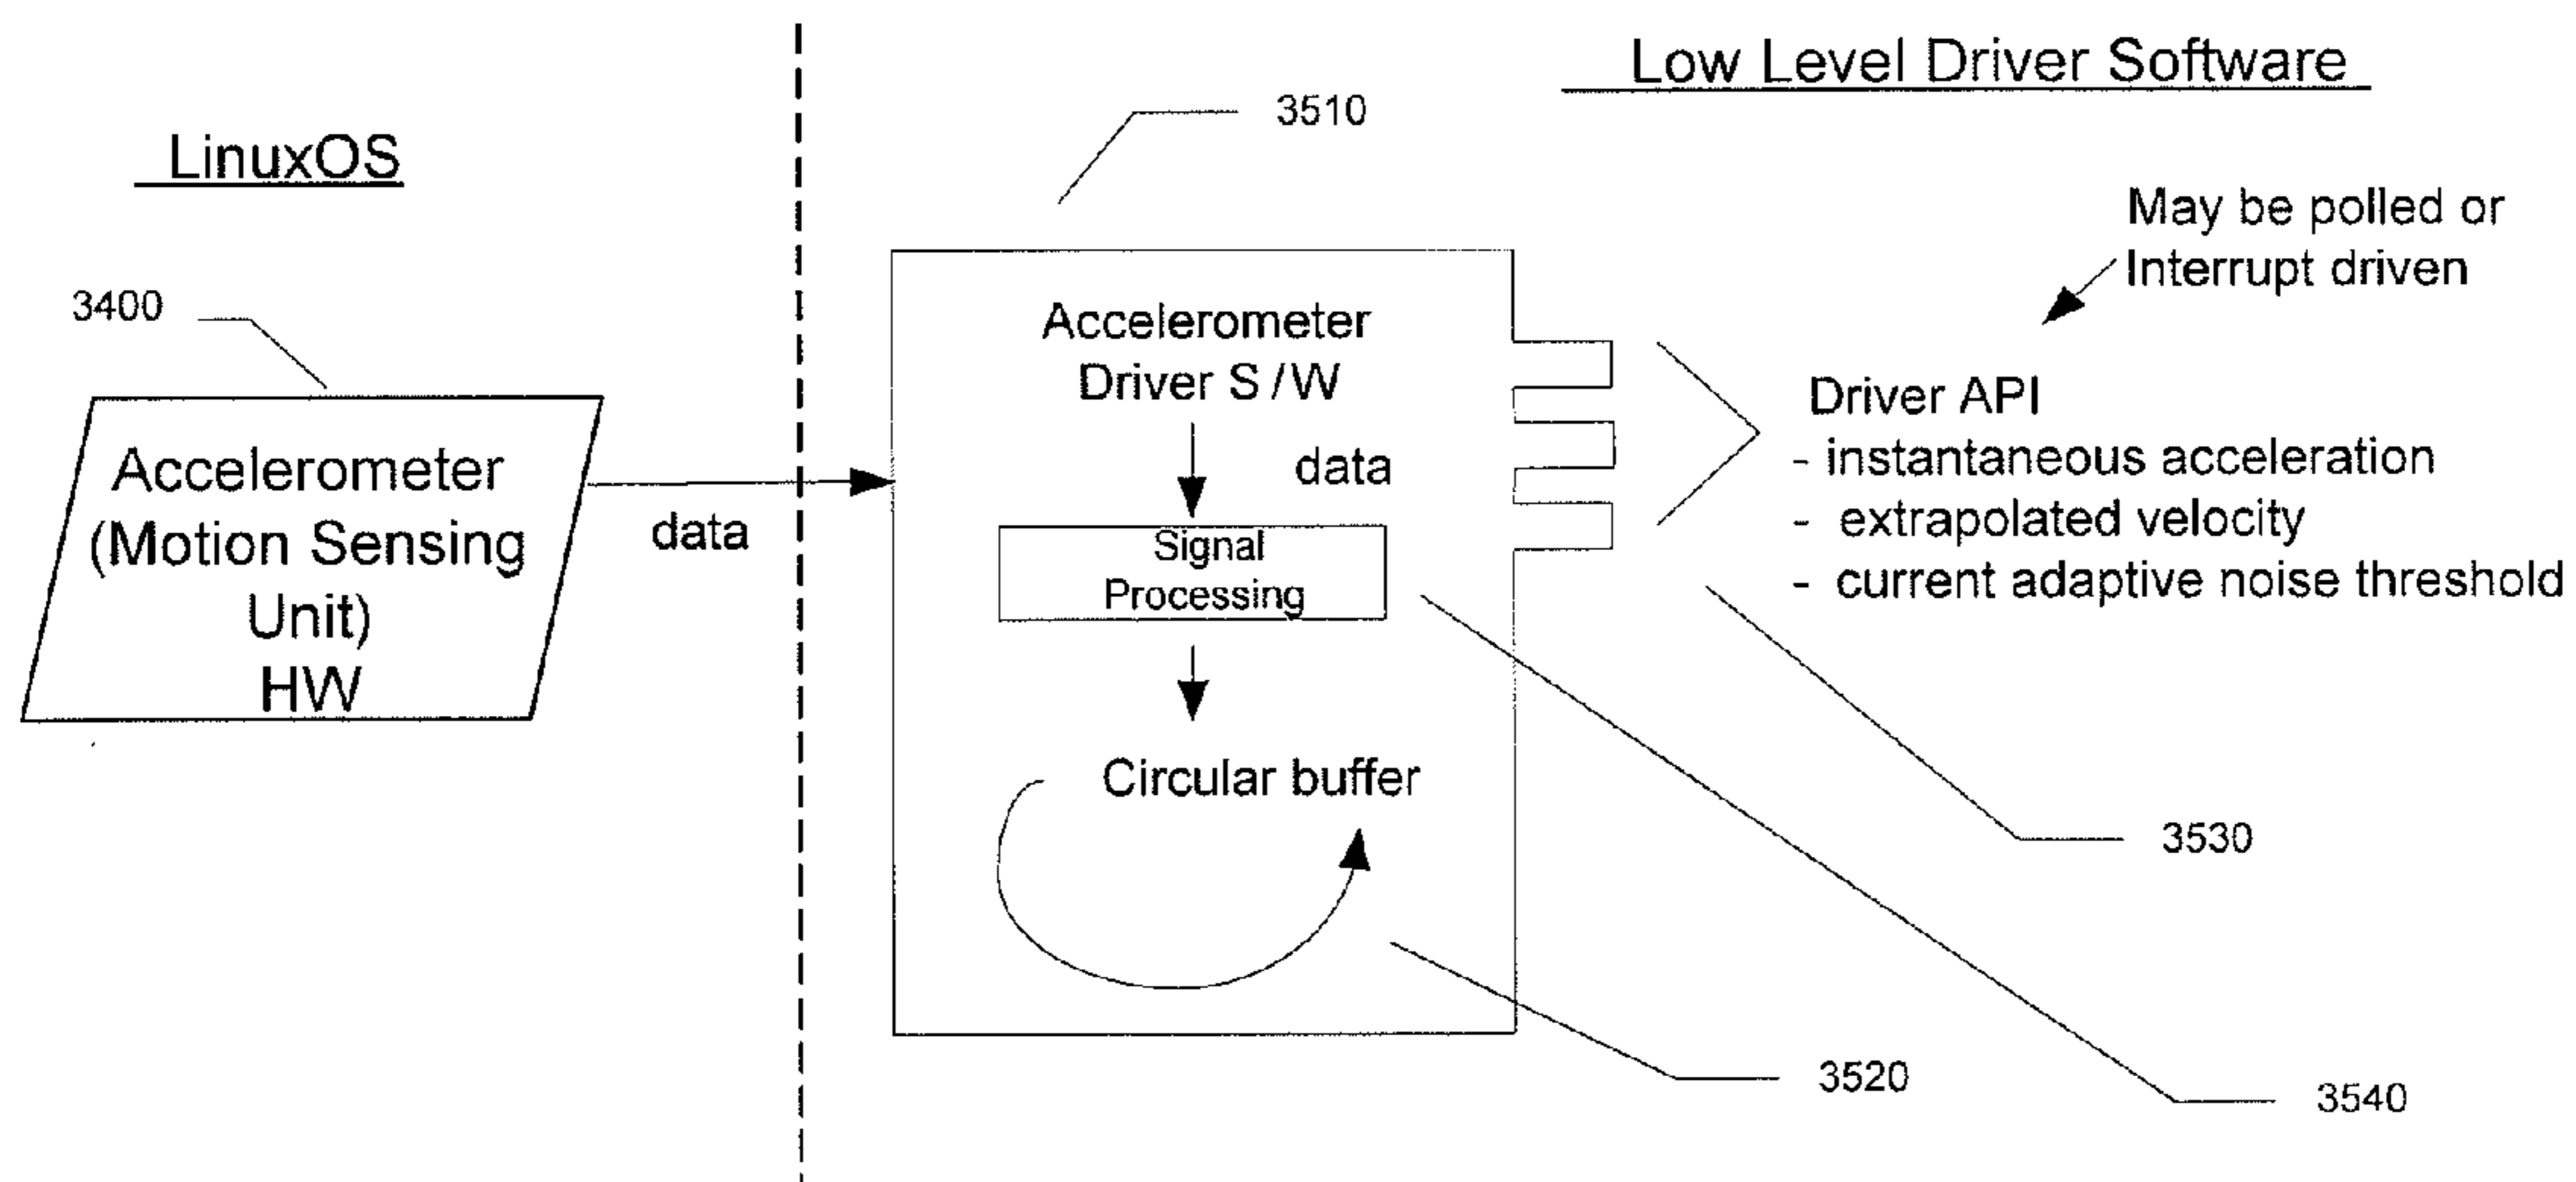 Low Level Driver Software
3510
LinuxOS
May be polled or
Interrupt driven
3400
Accelerometer
Driver S/W
Driver API
- instantaneous acceleration
- extrapolated velocity
- current adaptive noise threshold
Accelerometer
(Motion Sensing
Unit)
HW
data
data
Signal
Processing
Circular buffer
3530
3520
3540